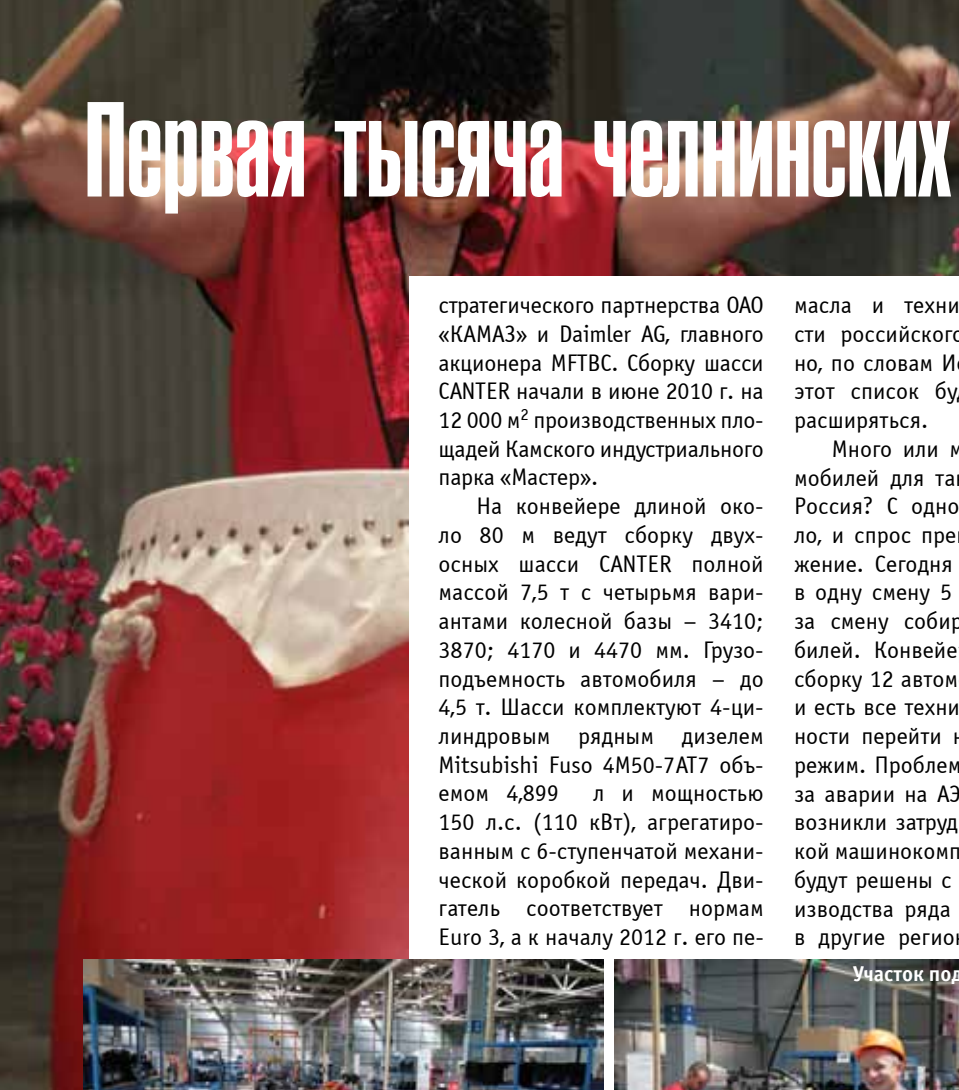 Первая тысяча челнинских
стратегического партнерства ОАО
«КАМАЗ» и Daimler AG, главного
акционера MFTBC. Сборку шасси
CANTER начали в июне 2010 г. на
12 000 м² производственных пло-
щадей Камского индустриального
парка «Мастер».
На конвейере длиной око-
ло 80 м ведут сборку двух-
осных шасси CANTER полной
массой 7,5 т с четырьмя вари-
антами колесной базы – 3410;
3870; 4170 и 4470 мм. Грузо-
подъемность автомобиля – до
4,5 т. Шасси комплектуют 4-ци-
линдровым рядным дизелем
Mitsubishi Fuso 4M50-7AT7 объ-
емом 4,899 л и мощностью
150 л.с. (110 кВт), агрегатиро-
ванным с 6-ступенчатой механи-
ческой коробкой передач. Дви-
гатель соответствует нормам
Euro 3, а к началу 2012 г. его пе-
масла и техни
сти российского
но, по словам Ис
этот список буд
расширяться.
Много или м
мобилей для так
Россия? С одно
ло, и спрос прев
жение. Сегодня
в одну смену 5
за смену собир
билей. Конвейе
сборку 12 автом
и есть все техни
ности перейти н
режим. Проблем
за аварии на АЭ
возникли затруд
кой машинокомп
будут решены с
изводства ряда
в другие регион
Участок под